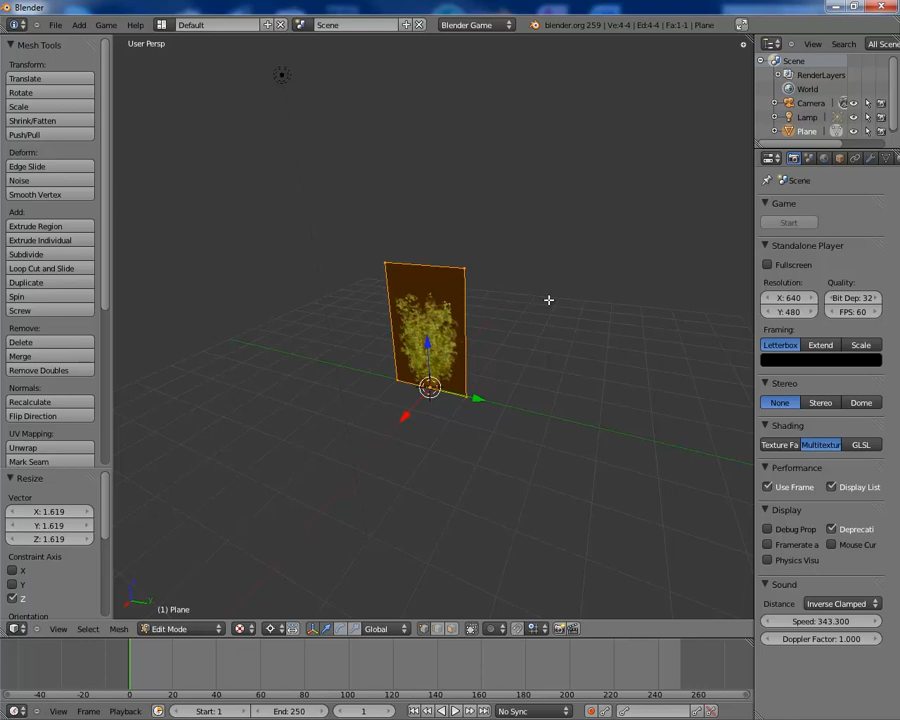 Blender
File Add Game Help Default Scene Blender Game blender.org 259 | Ve:4-4 | Ed:4-4 | Fa:1-1 | Plane
Mesh Tools
Transform:
Translate
Rotate
Scale
Shrink/Fatten
Push/Pull
Deform:
Edge Slide
Noise
Smooth Vertex
Add:
Extrude Region
Extrude Individual
Subdivide
Loop Cut and Slide
Duplicate
Spin
Screw
Remove:
Delete
Merge
Remove Doubles
Normals:
Recalculate
Flip Direction
UV Mapping:
Unwrap
Mark Seam
Resize
Vector
X: 1.619
Y: 1.619
Z: 1.619
Constraint Axis
X
Y
Z
Orientation
User Persp
(1) Plane
View Select Mesh Edit Mode Global
View Search All Scene
Scene
RenderLayers
World
Camera
Lamp
Plane
Scene
Game
Start
Standalone Player
Fullscreen
Resolution: Quality:
X: 640 Bit Dep: 32
Y: 480 FPS: 60
Framing:
Letterbox Extend Scale
Stereo
None Stereo Dome
Shading
Texture Fa Multitextur GLSL
Performance
Use Frame Display List
Display
Debug Prop Deprecati
Framerate a Mouse Cur
Physics Visu
Sound
Distance Inverse Clamped
Speed: 343.300
Doppler Factor: 1.000
-40 -20 0 20 40 60 80 100 120 140 160 180 200 220 240 260
View Frame Playback Start: 1 End: 250 1 No Sync